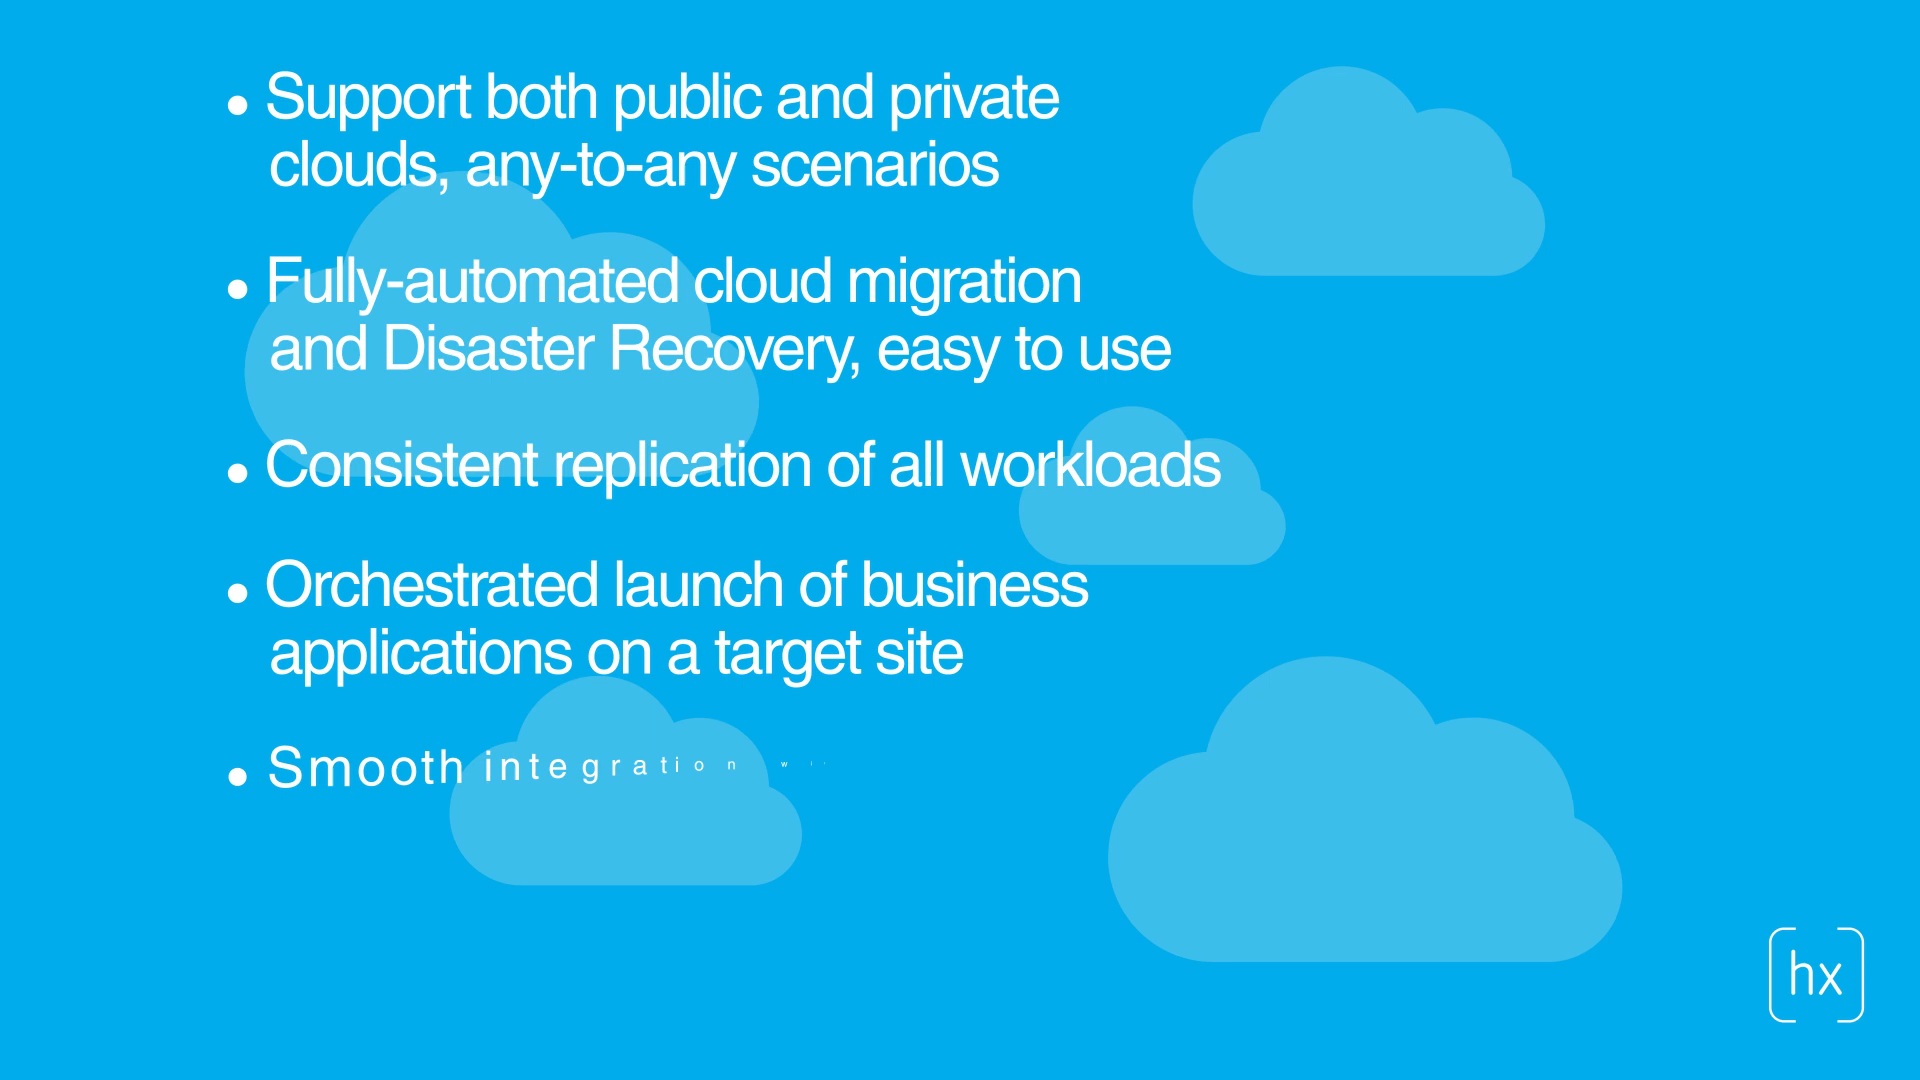 • Support both public and private
clouds, any-to-any scenarios
• Fully-automated cloud migration
and Disaster Recovery, easy to use
• Consistent replication of all workloads
• Orchestrated launch of business
applications on a target site
• Smooth integration
hx